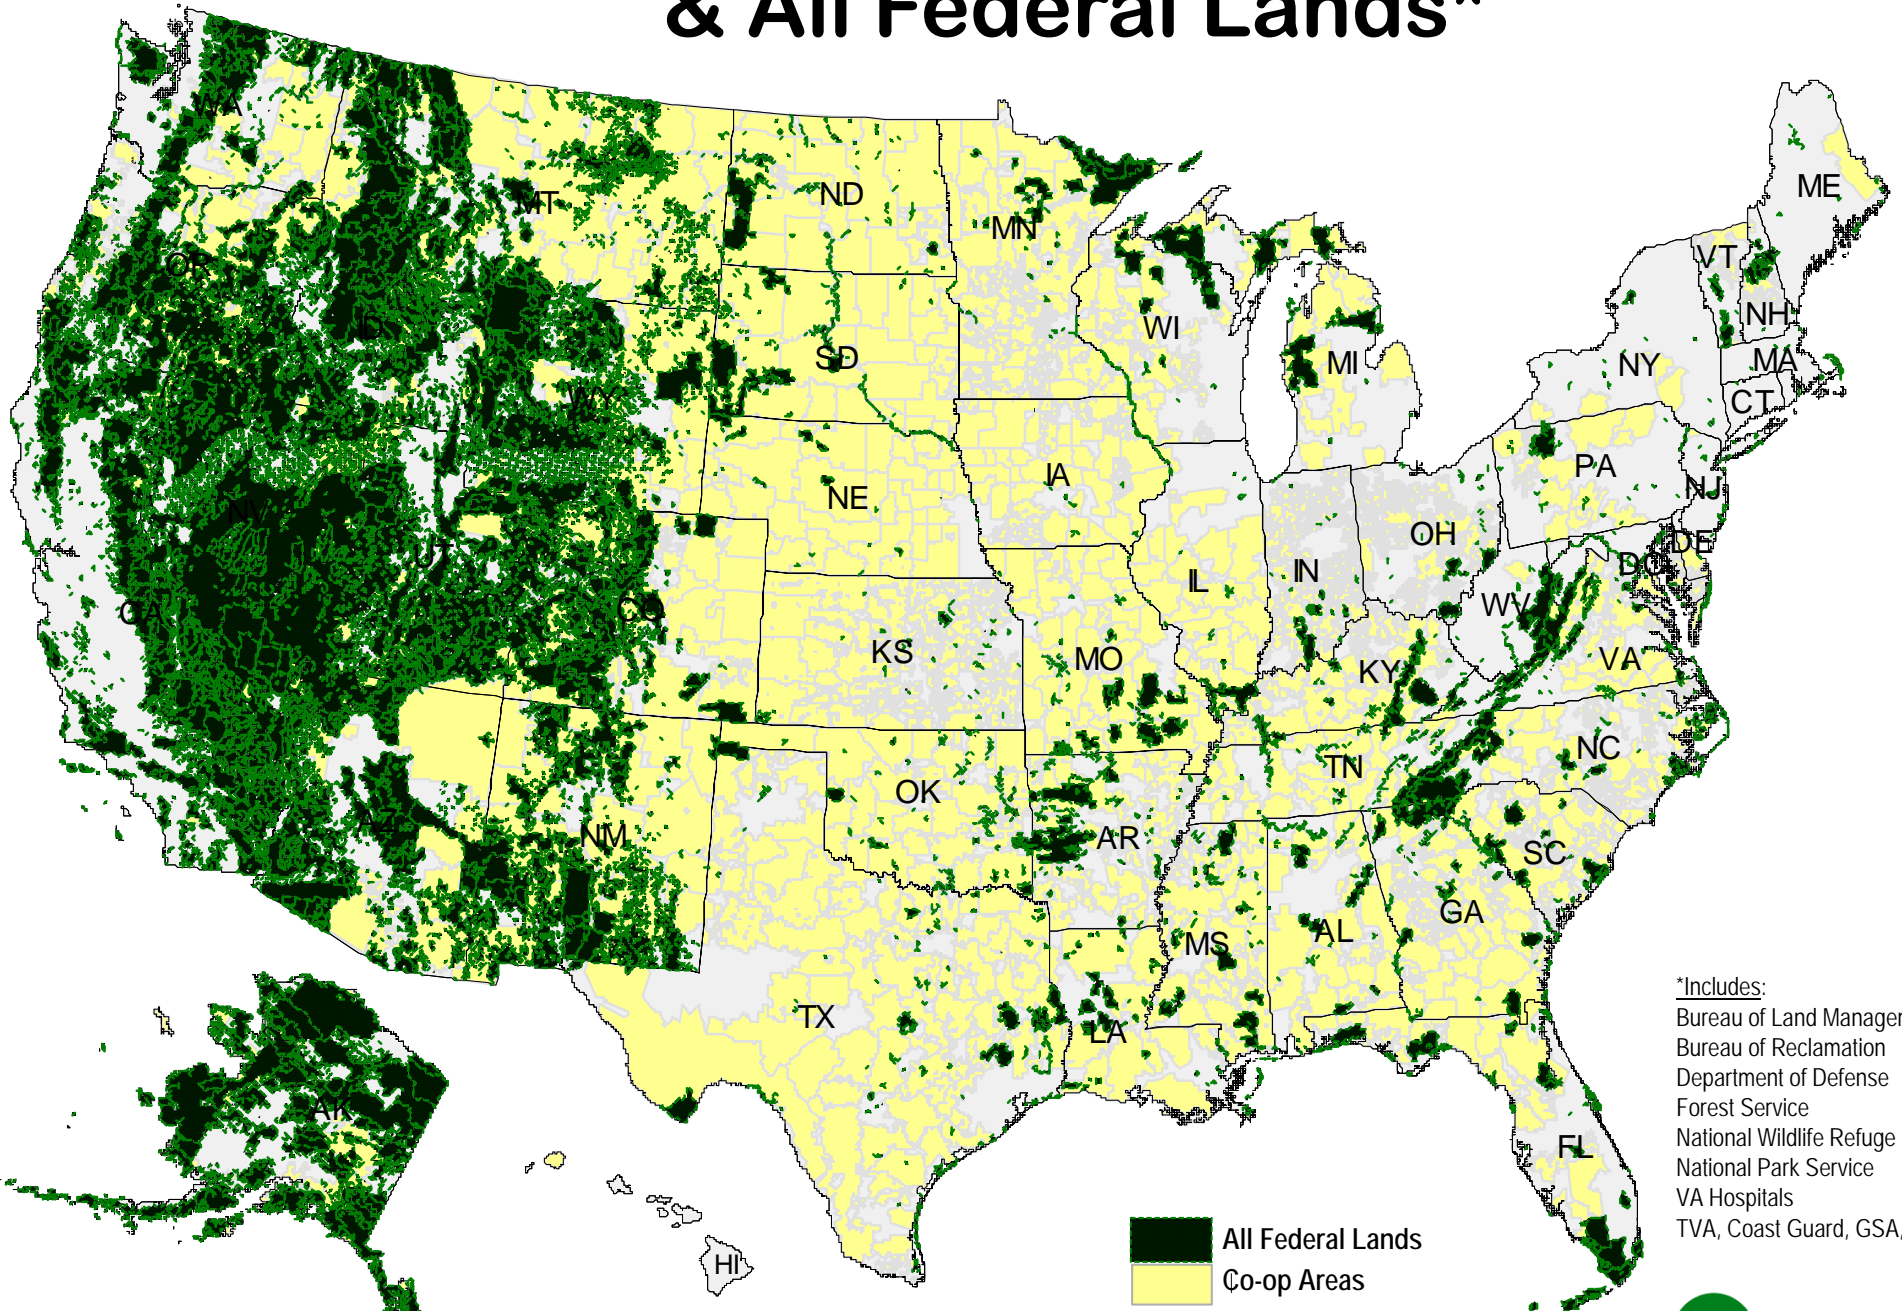 & All Federal Lands*
WA
MT
ND
MN
ME
OR
ID
VT
NH
WI
SD
MI
NY
MA
WY
CT
IA
PA
NE
NJ
NV
OH
UT
DE
DC
IL
IN
CA
CO
WV
KS
MO
VA
KY
NC
TN
OK
AZ
NM
AR
SC
GA
AL
MS
TX
LA
AK
FL
HI
*Includes:
Bureau of Land Manager
Bureau of Reclamation
Department of Defense
Forest Service
National Wildlife Refuge
National Park Service
VA Hospitals
TVA, Coast Guard, GSA,
All Federal Lands
Co-op Areas